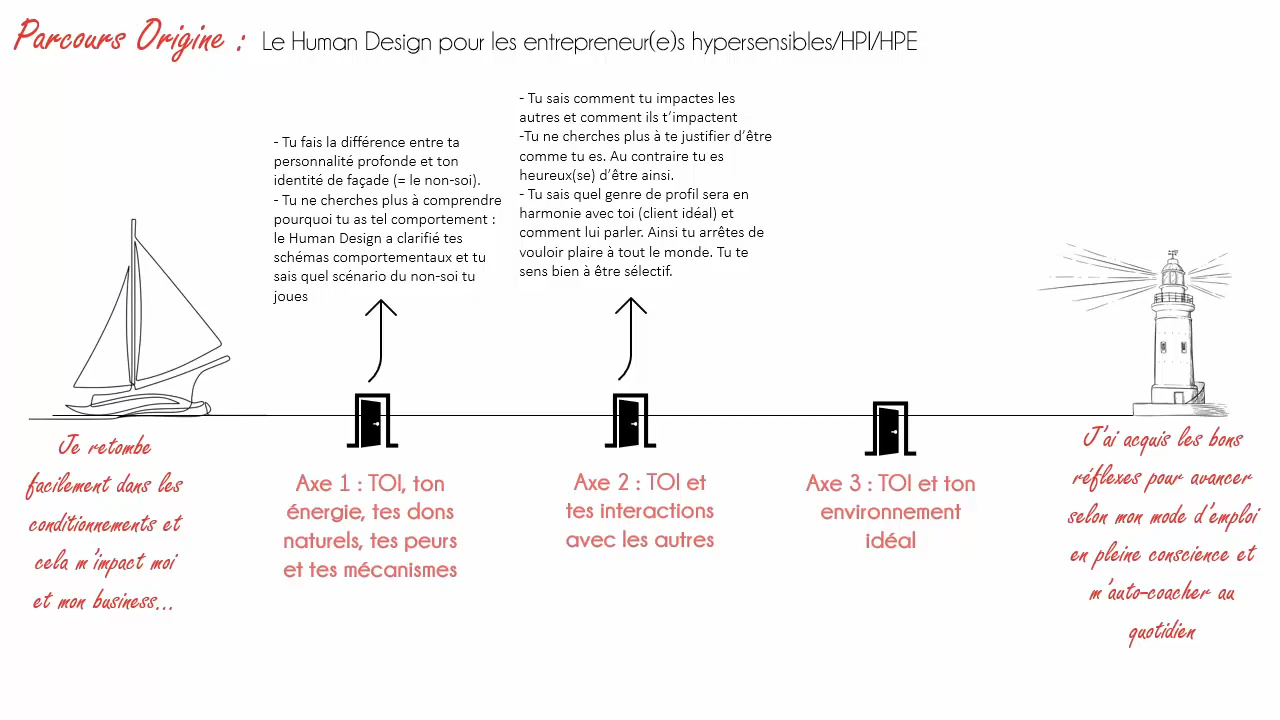 Parcours Origine : Le Human Design pour les entrepreneur(e)s hypersensibles/HPI/HPE
- Tu fais la différence entre ta
personnalité profonde et ton
identité de façade (= le non-soi).
- Tu ne cherches plus à comprendre
pourquoi tu as tel comportement :
le Human Design a clarifié tes
schémas comportementaux et tu
sais quel scénario du non-soi tu
joues
- Tu sais comment tu impactes les
autres et comment ils t’impactent
-Tu ne cherches plus à te justifier d’être
comme tu es. Au contraire tu es
heureux(se) d’être ainsi.
- Tu sais quel genre de profil sera en
harmonie avec toi (client idéal) et
comment lui parler. Ainsi tu arrêtes de
vouloir plaire à tout le monde. Tu te
sens bien à être sélectif.
Je retombe
facilement dans les
conditionnements et
cela m'impact moi
et mon business...
Axe 1 : TOI, ton
énergie, tes dons
naturels, tes peurs
et tes mécanismes
Axe 2 : TOI et
tes interactions
avec les autres
Axe 3 : TOI et ton
environnement
idéal
J'ai acquis les bons
réflexes pour avancer
selon mon mode d'emploi
en pleine conscience et
m'auto-coacher au
quotidien